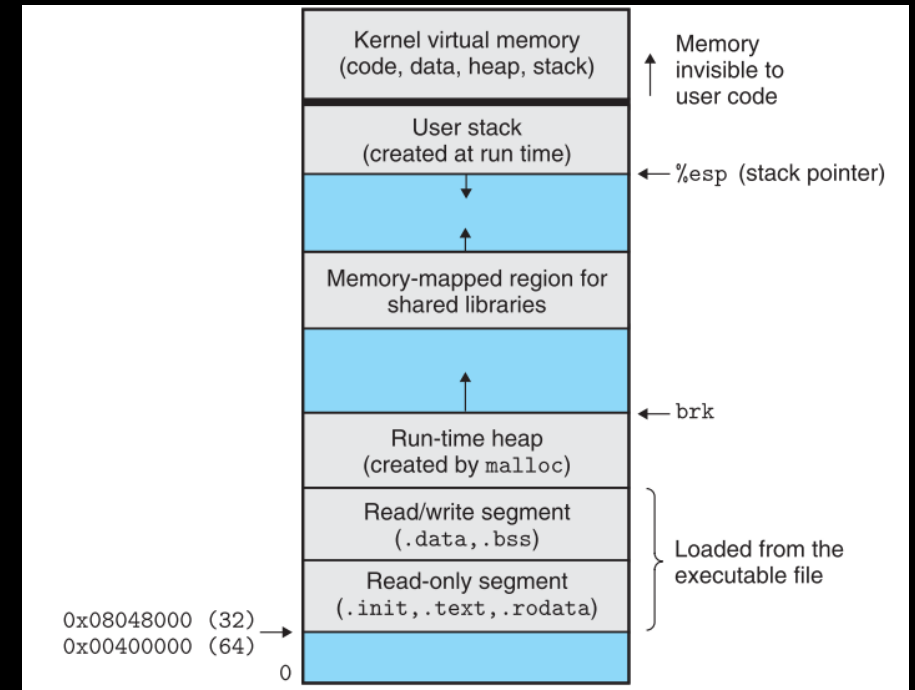 Kernel virtual memory
(code, data, heap, stack)
Memory
invisible to
user code
User stack
(created at run time)
%esp (stack pointer)
Memory-mapped region for
shared libraries
brk
Run-time heap
(created by malloc)
Read/write segment
(.data,.bss)
Loaded from the
executable file
Read-only segment
(.init,.text,.rodata)
0x08048000 (32)
0x00400000 (64)
0